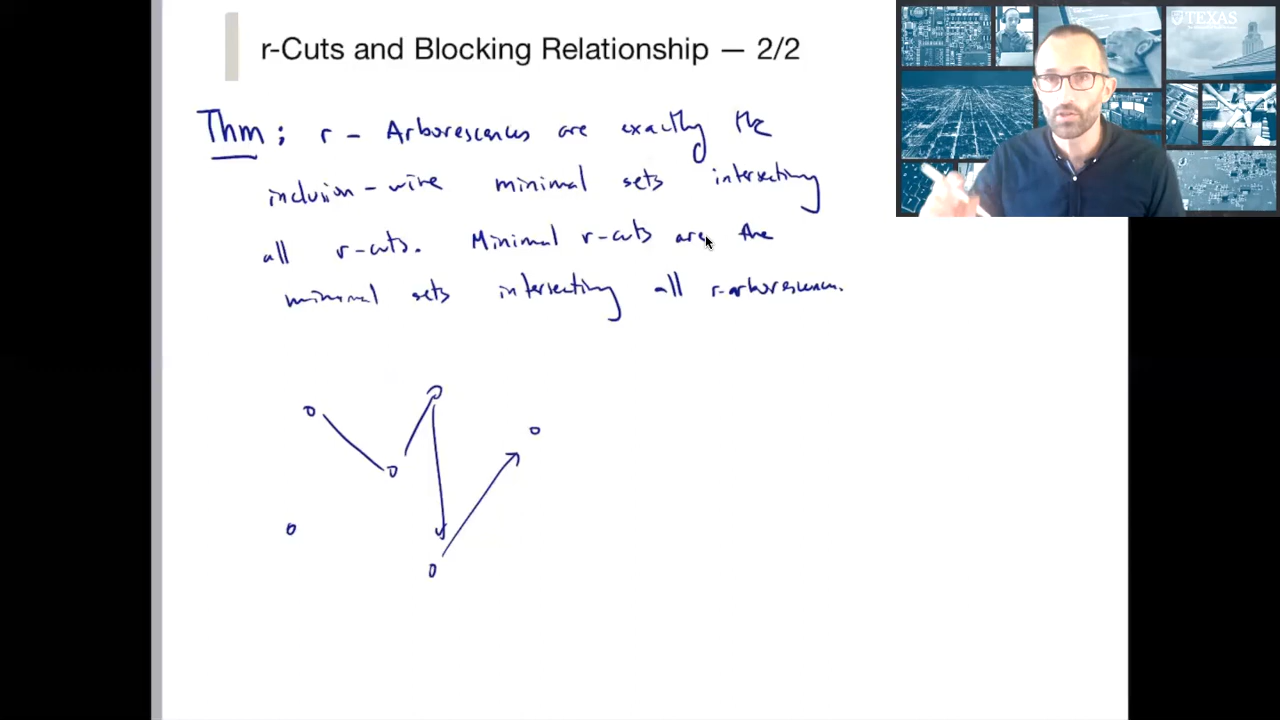 r-Cuts and Blocking Relationship — 2/2
TEXAS
Thm: r - Arborescences are exactly the
inclusion-wise minimal sets intersecting
all r-cuts. Minimal r-cuts are the
minimal sets intersecting all r-arborescences.